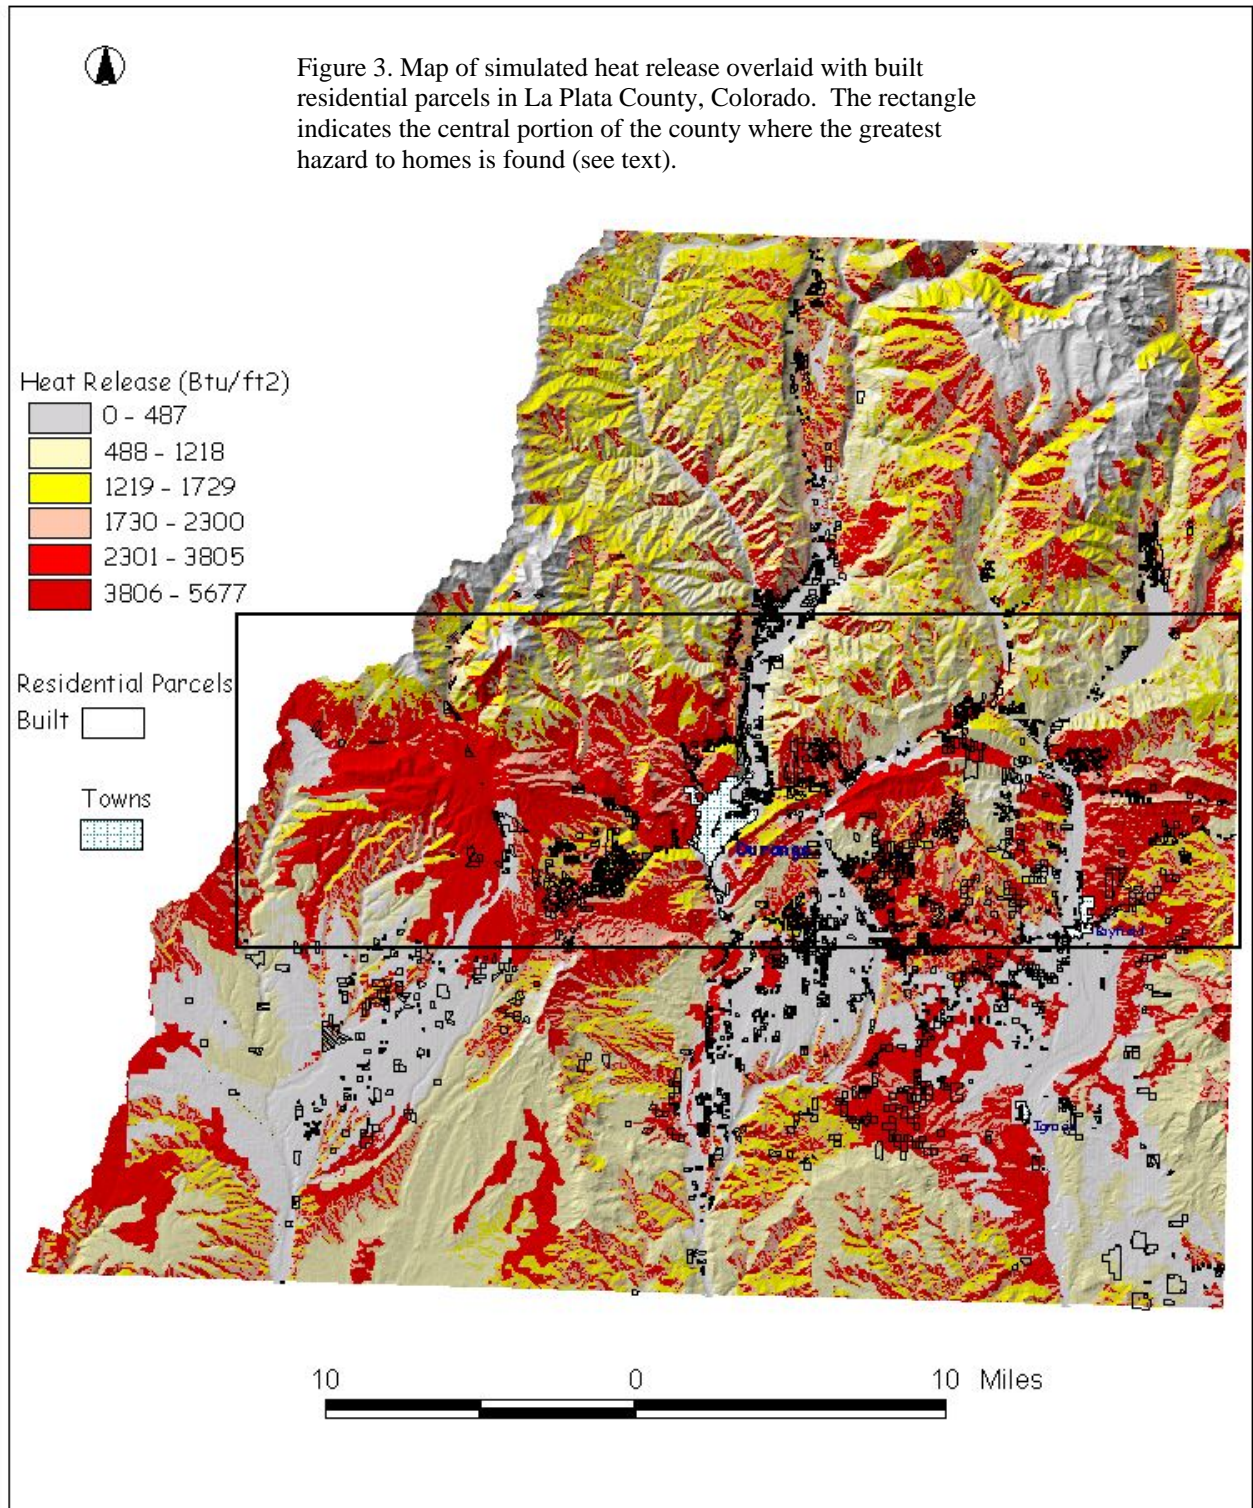 Figure 3. Map of simulated heat release overlaid with built
residential parcels in La Plata County, Colorado.  The rectangle
indicates the central portion of the county where the greatest
hazard to homes is found (see text).
Heat Release (Btu/ft2)
0 - 487
488 - 1218
1219 - 1729
1730 - 2300
2301 - 3805
3806 - 5677
Residential Parcels
Built
Towns
Durango
10 0 10 Miles